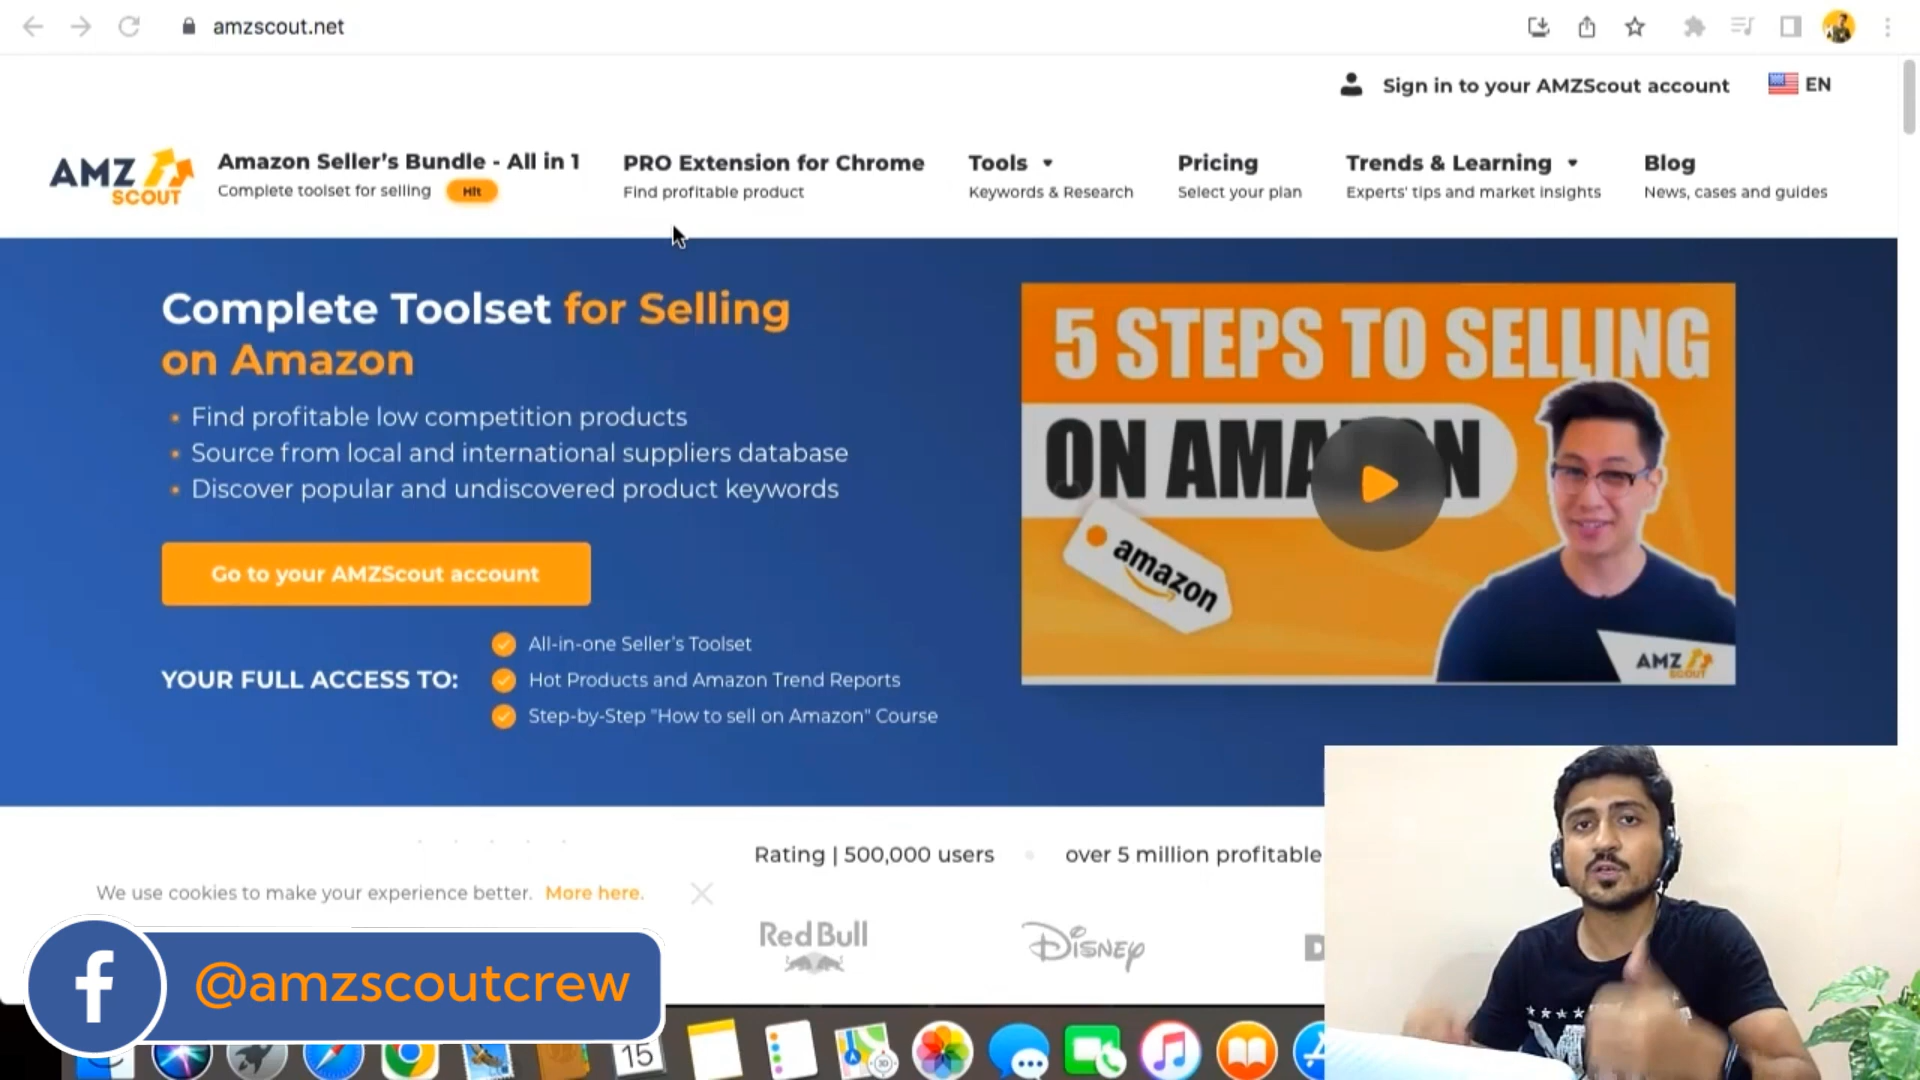 amzscout.net
Sign in to your AMZScout account
EN
AMZ
SCOUT
Amazon Seller's Bundle - All in 1
Complete toolset for selling
Hit
PRO Extension for Chrome
Find profitable product
Tools
Keywords & Research
Pricing
Select your plan
Trends & Learning
Experts' tips and market insights
Blog
News, cases and guides
Complete Toolset for Selling
on Amazon
Find profitable low competition products
Source from local and international suppliers database
Discover popular and undiscovered product keywords
Go to your AMZScout account
YOUR FULL ACCESS TO:
All-in-one Seller's Toolset
Hot Products and Amazon Trend Reports
Step-by-Step "How to sell on Amazon" Course
5 STEPS TO SELLING
amazon
AMZ
SCOUT
Rating | 500,000 users
over 5 million profitable
We use cookies to make your experience better. More here.
Red Bull
Disney
@amzscoutcrew
15